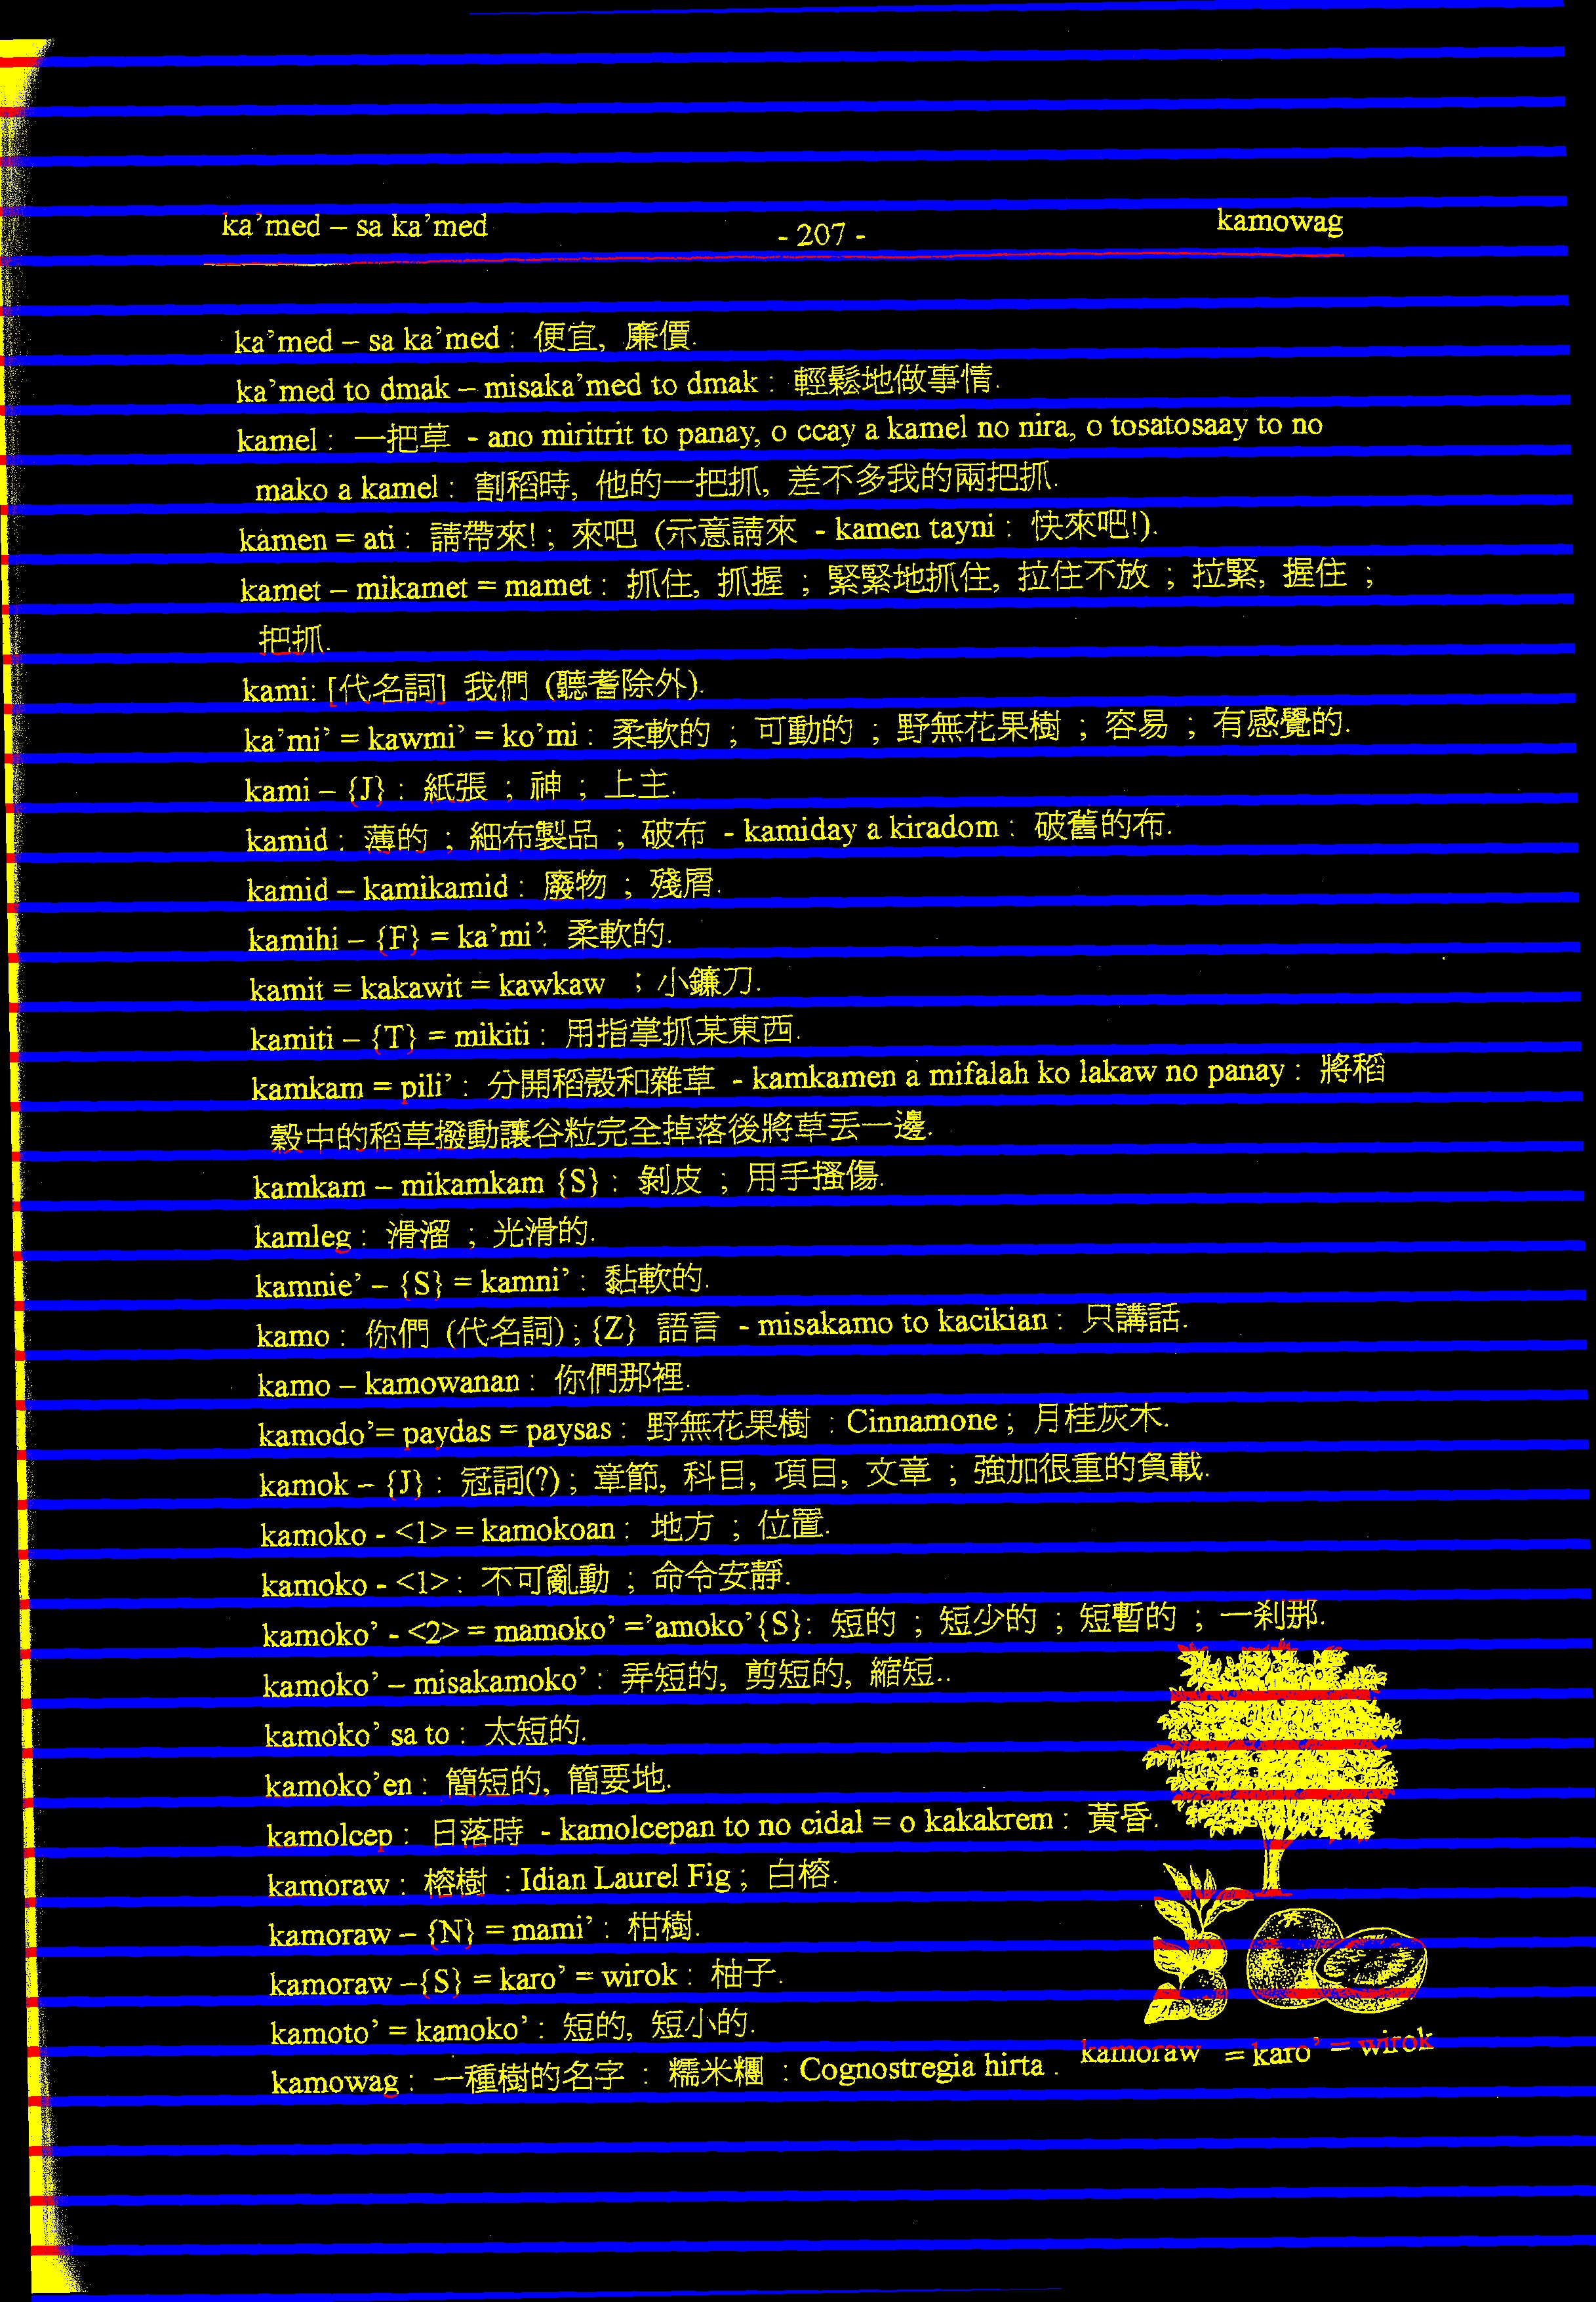 ka’med – sa ka’med - 207 - kamowag
ka’med – sa ka’med : 便宜, 廉價.
ka’med to dmak – misaka’med to dmak : 輕鬆地做事情.
kamel : 一把草 - ano miritrit to panay, o ccay a kamel no nira, o tosatosaay to no
mako a kamel : 割稻時, 他的一把抓, 差不多我的兩把抓.
kamen = ati : 請帶來! ; 來吧 (示意請來 - kamen tayni : 快來吧!).
kamet – mikamet = mamet : 抓住, 抓握 ; 緊緊地抓住, 拉住不放 ; 拉緊, 握住 ;
把抓.
kami: [代名詞] 我們 (聽者除外).
ka’mi’ = kawmi’ = ko’mi : 柔軟的 ; 可動的 ; 野無花果樹 ; 容易 ; 有感覺的.
kami – {J} : 紙張 ; 神 ; 上主.
kamid : 薄的 ; 細布製品 ; 破布 - kamiday a kiradom : 破舊的布.
kamid – kamikamid : 廢物 ; 殘屑.
kamihi – {F} = ka’mi’: 柔軟的.
kamit = kakawit = kawkaw ; 小鐮刀.
kamiti – {T} = mikiti : 用指掌抓某東西.
kamkam = pili’ : 分開稻殼和雜草 - kamkamen a mifalah ko lakaw no panay : 將稻
穀中的稻草撥動讓谷粒完全掉落後將草丟一邊.
kamkam – mikamkam {S} : 剝皮 ; 用手搔傷.
kamleg : 滑溜 ; 光滑的.
kamnie’ – {S} = kamni’ : 黏軟的.
kamo : 你們 (代名詞) ; {Z} 語言 - misakamo to kacikian : 只講話.
kamo – kamowanan : 你們那裡.
kamodo’= paydas = paysas : 野無花果樹 : Cinnamone ; 月桂灰木.
kamok – {J} : 冠詞(?) ; 章節, 科目, 項目, 文章 ; 強加很重的負載.
kamoko - <1> = kamokoan : 地方 ; 位置.
kamoko - <1> : 不可亂動 ; 命令安靜.
kamoko’ - <2> = mamoko’ =’amoko’{S}: 短的 ; 短少的 ; 短暫的 ; 一剎那.
kamoko’ – misakamoko’ : 弄短的, 剪短的, 縮短..
kamoko’ sa to : 太短的.
kamoko’en : 簡短的, 簡要地.
kamolcep : 日落時 - kamolcepan to no cidal = o kakakrem : 黃昏.
kamoraw : 榕樹 : Idian Laurel Fig ; 白榕.
kamoraw – {N} = mami’ : 柑樹.
kamoraw –{S} = karo’ = wirok : 柚子.
kamoto’ = kamoko’ : 短的, 短小的.
kamowag : 一種樹的名字 : 糯米糰 : Cognostregia hirta .
kamoraw = karo’ = wirok